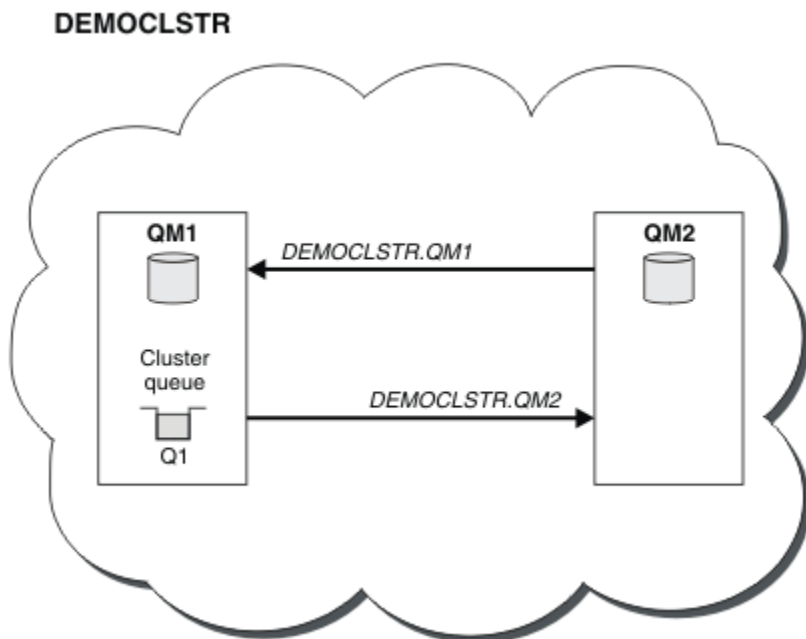 DEMOCLSTR
QM1
QM2
DEMOCLSTR.QM1
Cluster
queue
DEMOCLSTR.QM2
Q1